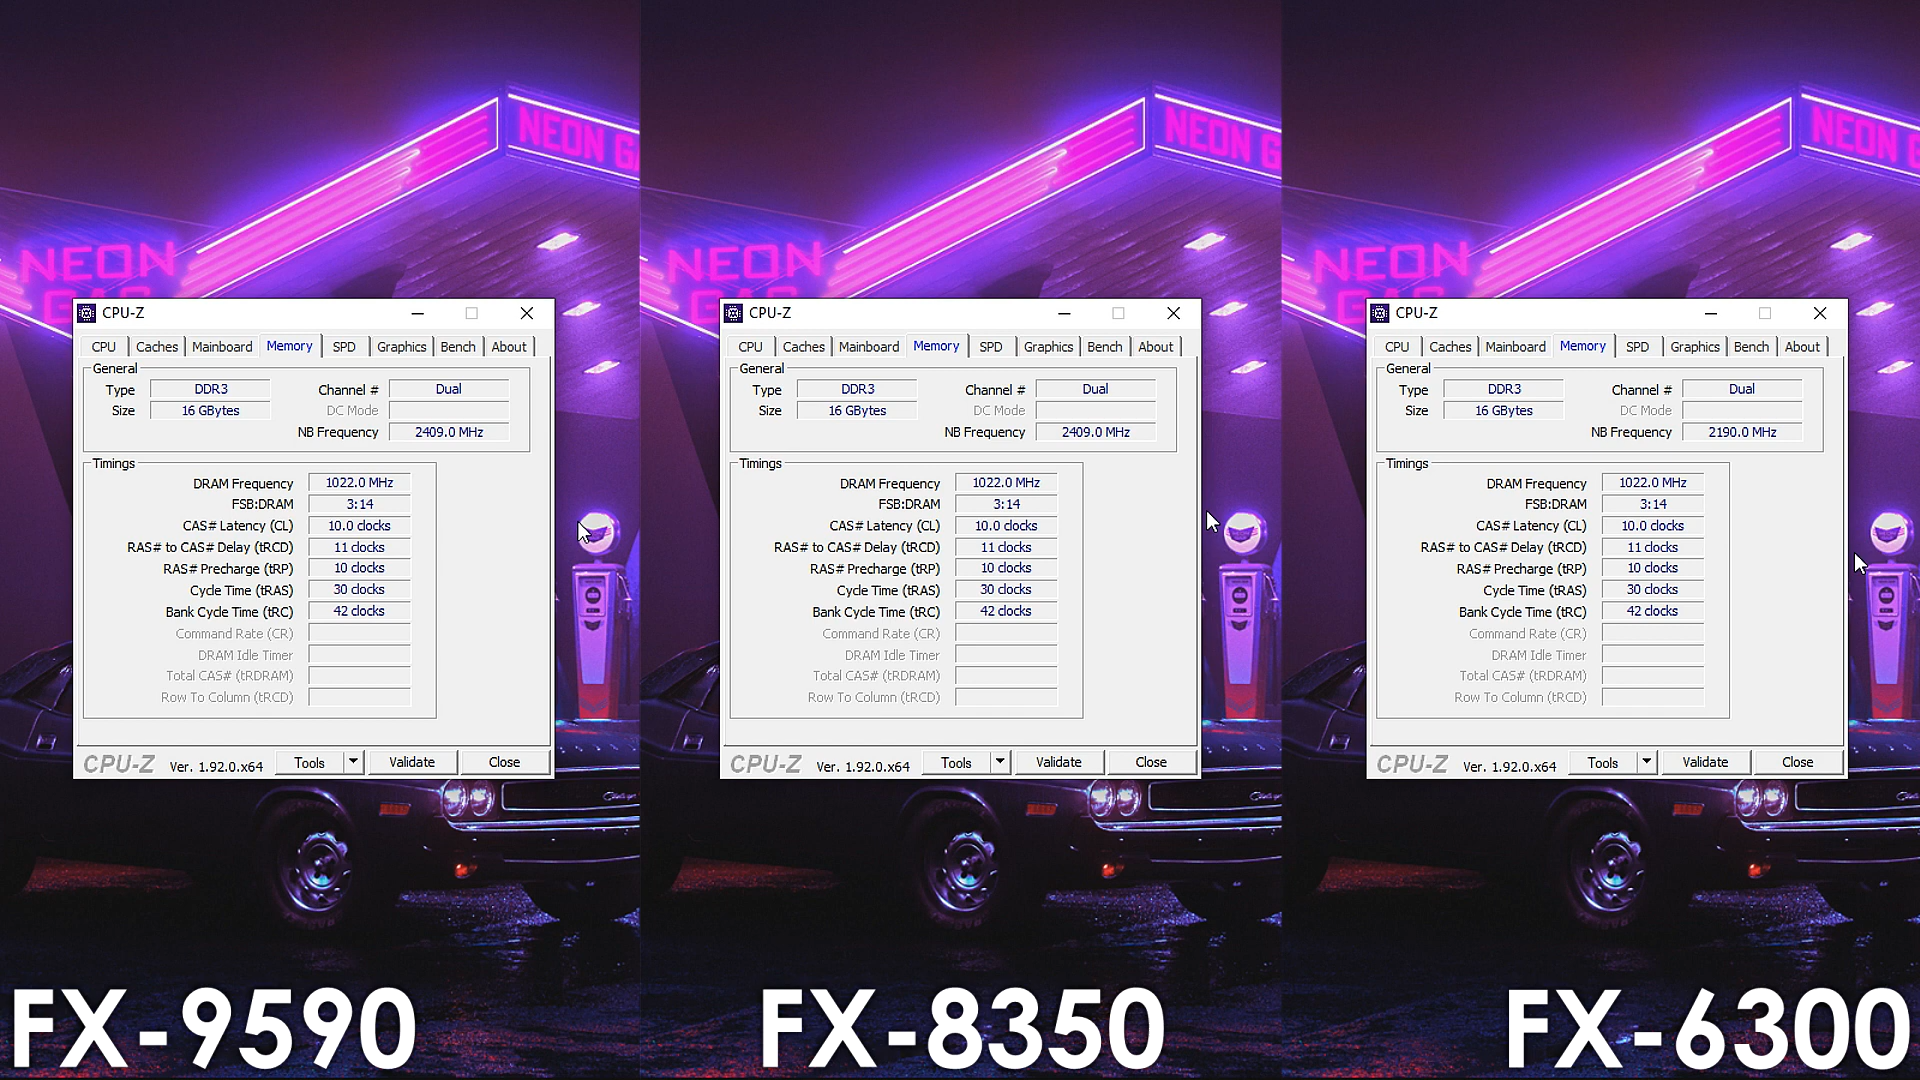 NEON GA
NEON
GAS
CPU-Z
CPU Caches Mainboard Memory SPD Graphics Bench About
General
Type DDR3 Channel # Dual
Size 16 GBytes DC Mode
NB Frequency 2409.0 MHz
Timings
DRAM Frequency 1022.0 MHz
FSB:DRAM 3:14
CAS# Latency (CL) 10.0 clocks
RAS# to CAS# Delay (tRCD) 11 clocks
RAS# Precharge (tRP) 10 clocks
Cycle Time (tRAS) 30 clocks
Bank Cycle Time (tRC) 42 clocks
Command Rate (CR)
DRAM Idle Timer
Total CAS# (tRDRAM)
Row To Column (tRCD)
CPU-Z Ver. 1.92.0.x64 Tools Validate Close
FX-9590
NEON G
NEON
GAS
CPU-Z
CPU Caches Mainboard Memory SPD Graphics Bench About
General
Type DDR3 Channel # Dual
Size 16 GBytes DC Mode
NB Frequency 2409.0 MHz
Timings
DRAM Frequency 1022.0 MHz
FSB:DRAM 3:14
CAS# Latency (CL) 10.0 clocks
RAS# to CAS# Delay (tRCD) 11 clocks
RAS# Precharge (tRP) 10 clocks
Cycle Time (tRAS) 30 clocks
Bank Cycle Time (tRC) 42 clocks
Command Rate (CR)
DRAM Idle Timer
Total CAS# (tRDRAM)
Row To Column (tRCD)
CPU-Z Ver. 1.92.0.x64 Tools Validate Close
FX-8350
NEON G
NEON
GAS
CPU-Z
CPU Caches Mainboard Memory SPD Graphics Bench About
General
Type DDR3 Channel # Dual
Size 16 GBytes DC Mode
NB Frequency 2190.0 MHz
Timings
DRAM Frequency 1022.0 MHz
FSB:DRAM 3:14
CAS# Latency (CL) 10.0 clocks
RAS# to CAS# Delay (tRCD) 11 clocks
RAS# Precharge (tRP) 10 clocks
Cycle Time (tRAS) 30 clocks
Bank Cycle Time (tRC) 42 clocks
Command Rate (CR)
DRAM Idle Timer
Total CAS# (tRDRAM)
Row To Column (tRCD)
CPU-Z Ver. 1.92.0.x64 Tools Validate Close
FX-6300